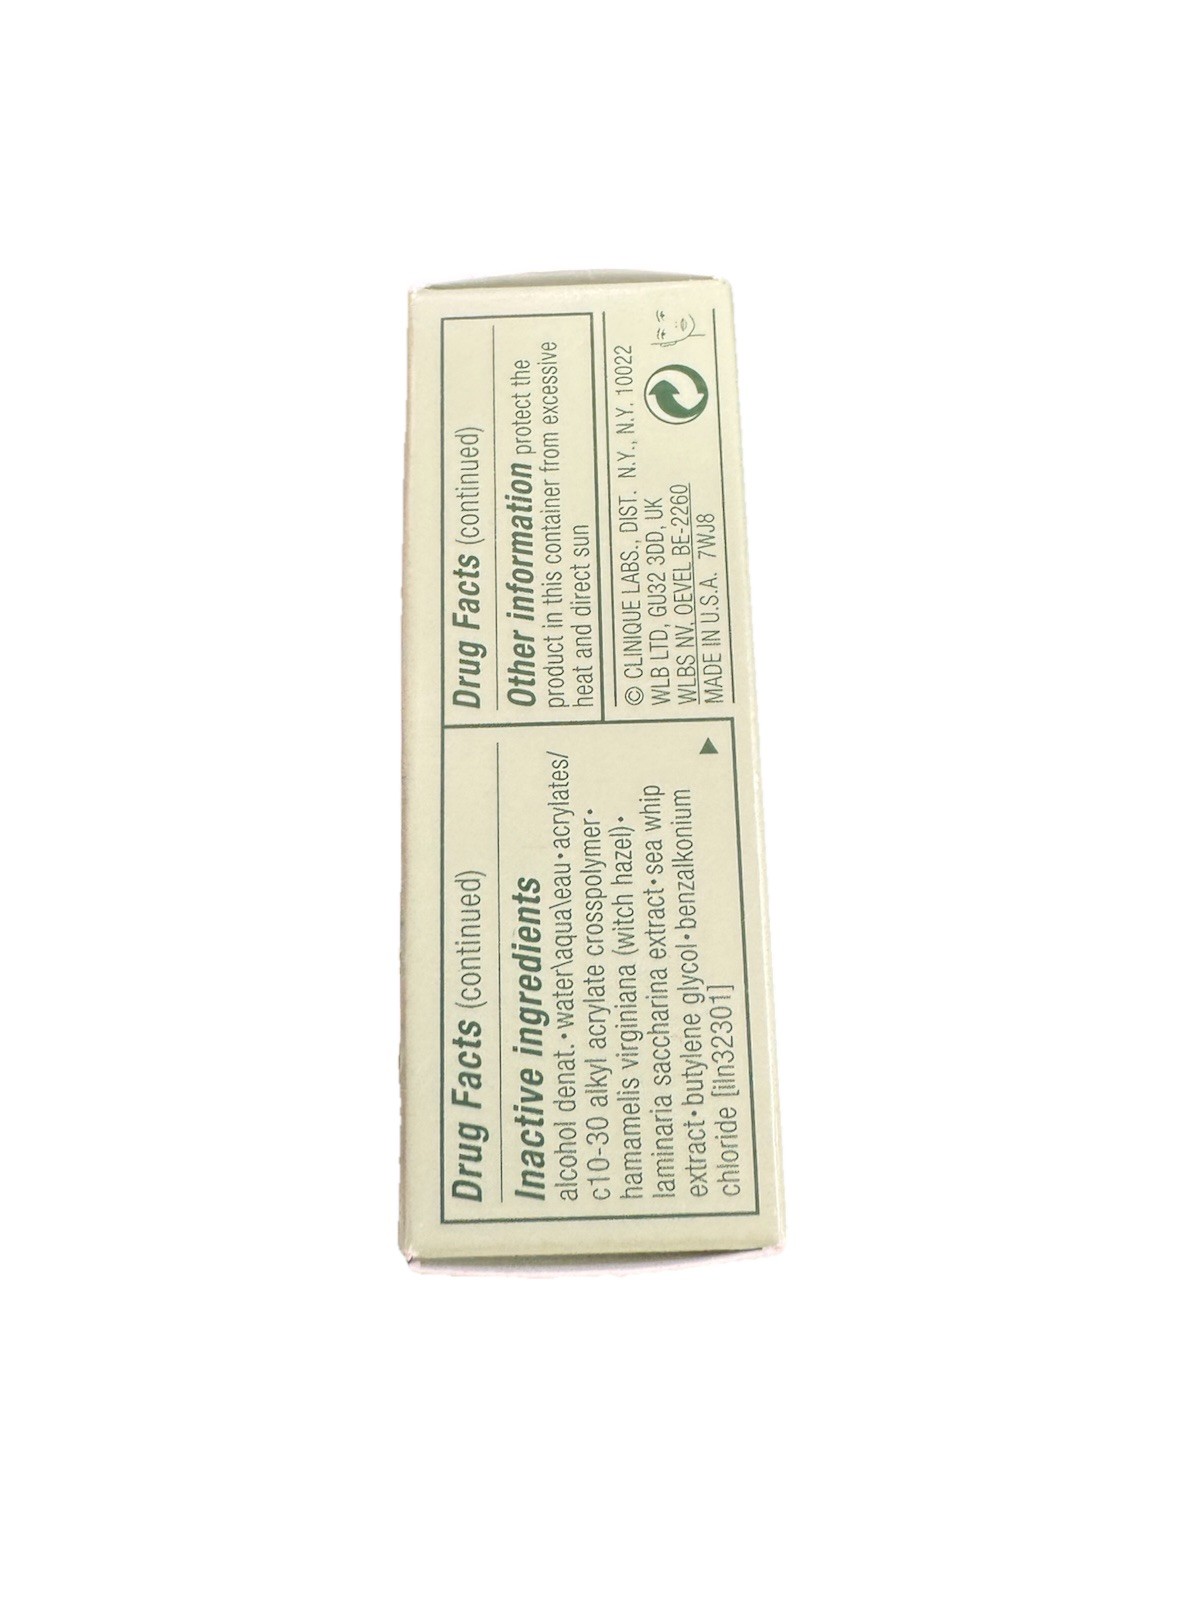 Drug Facts (continued)
Inactive ingredients
alcohol denat.•water\aqua\eau•acrylates/
c10-30 alkyl acrylate crosspolymer•
hamamelis virginiana (witch hazel)•
laminaria saccharina extract•sea whip
extract•butylene glycol•benzalkonium
chloride [iln32301]
Drug Facts (continued)
Other information protect the
product in this container from excessive
heat and direct sun
© CLINIQUE LABS., DIST. N.Y., N.Y. 10022
WLB LTD, GU32 3DD, UK
WLBS NV. OEVEL BE-2260
MADE IN U.S.A. 7WJ8